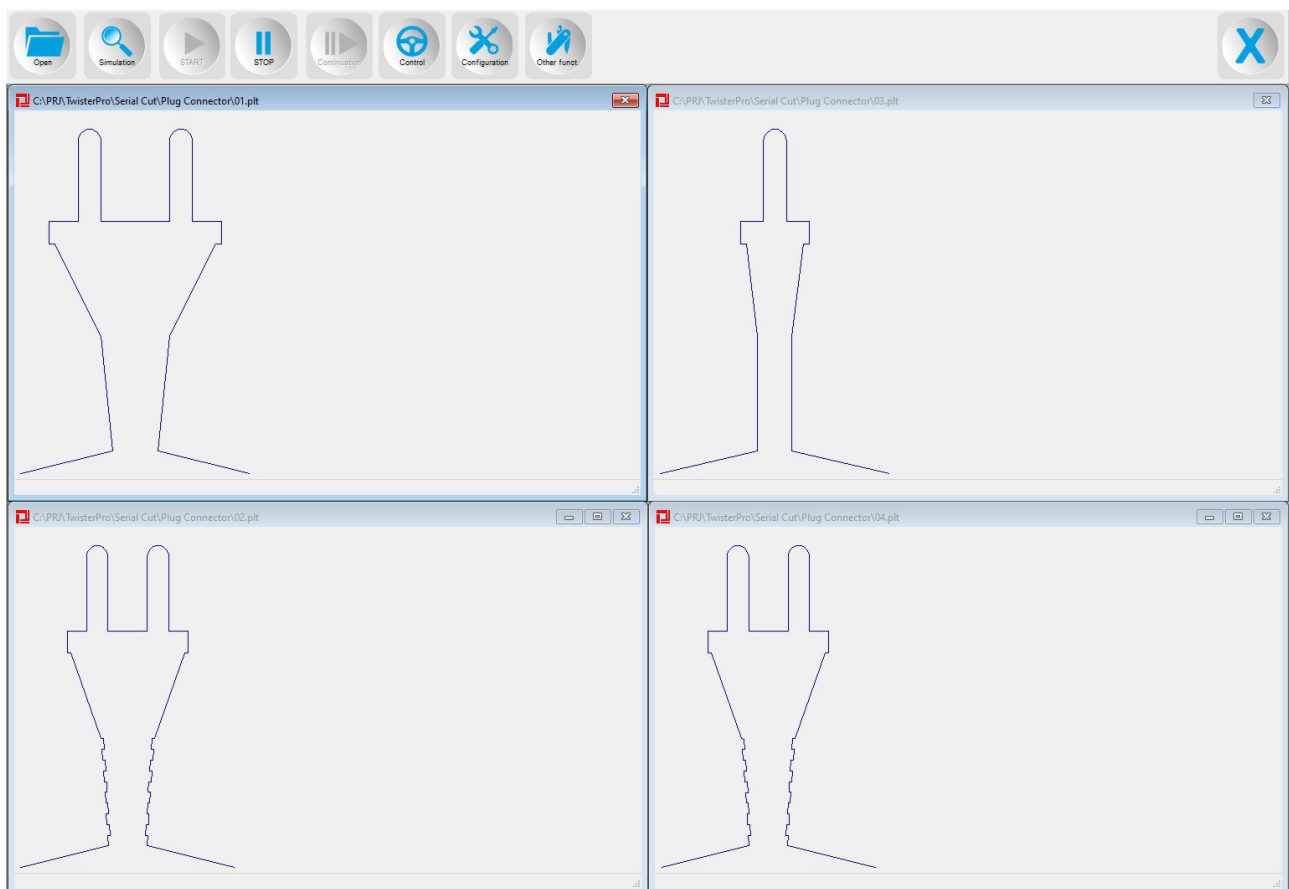 Open
Simulation
START
STOP
Continuation
Control
Configuration
Other funct.
X
C:\PRJ\TwisterPro\Serial Cut\Plug Connector\01.plt
C:\PRJ\TwisterPro\Serial Cut\Plug Connector\03.plt
C:\PRJ\TwisterPro\Serial Cut\Plug Connector\02.plt
C:\PRJ\TwisterPro\Serial Cut\Plug Connector\04.plt